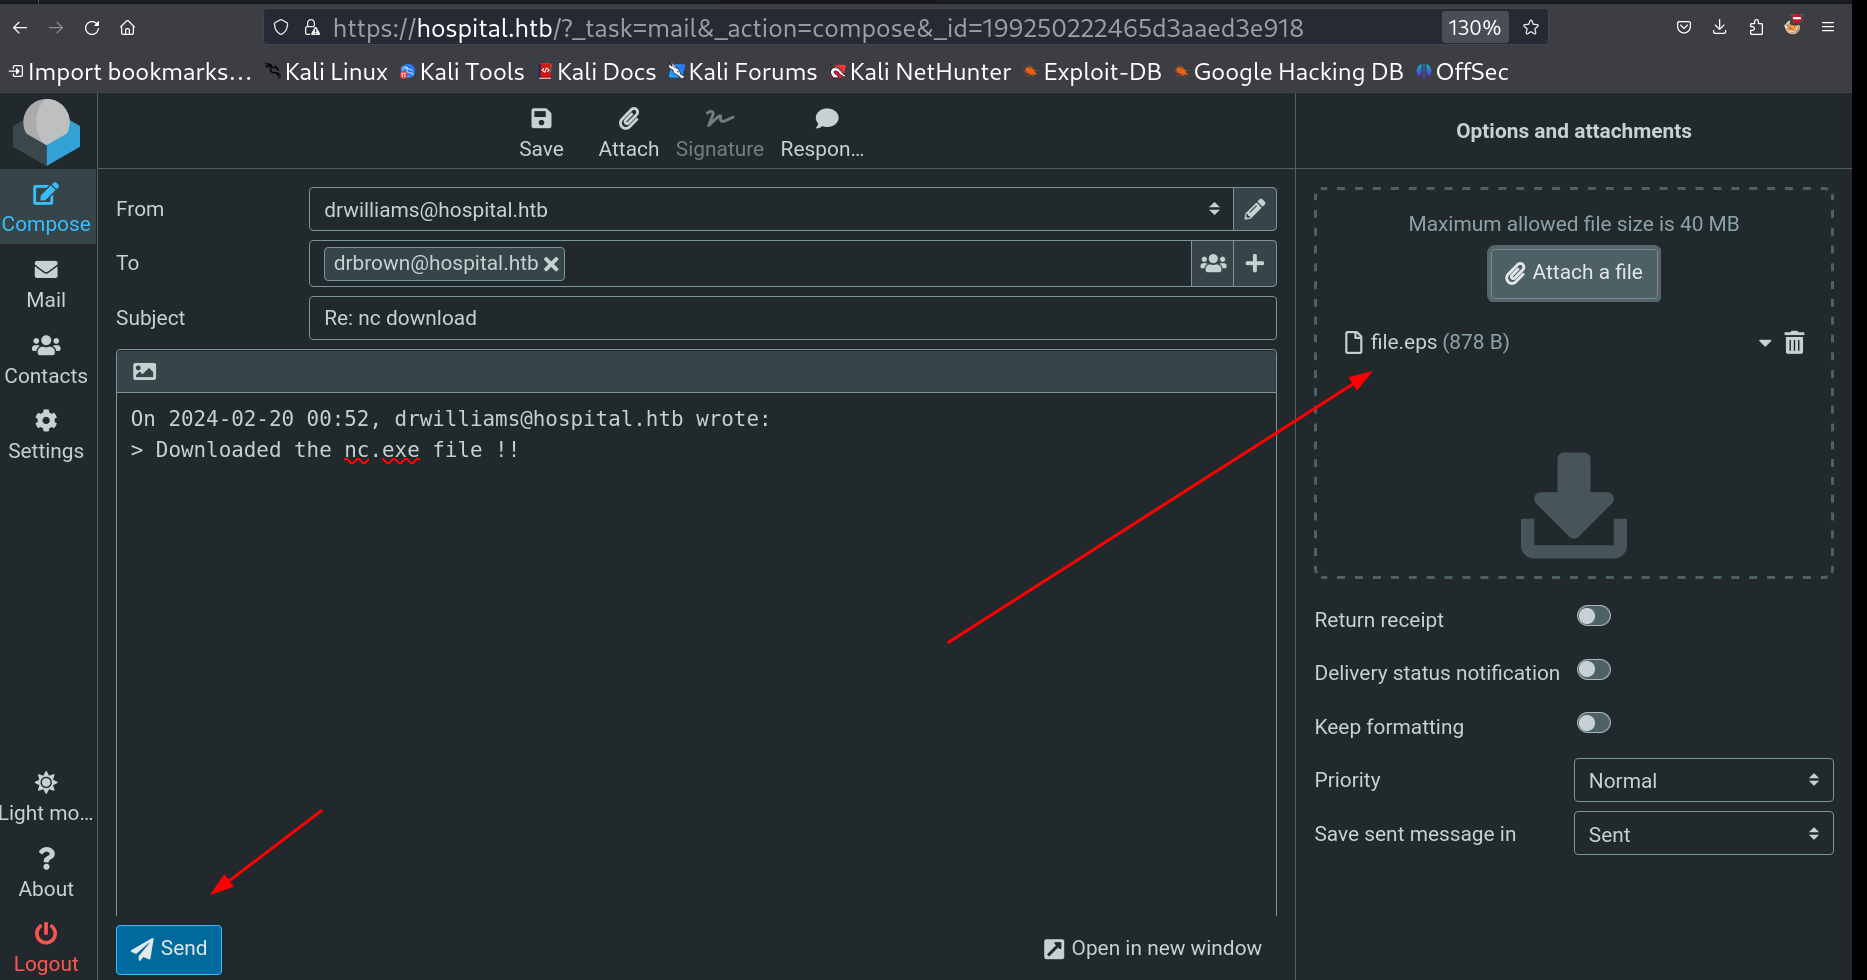 https://hospital.htb/?_task=mail&_action=compose&_id=199250222465d3aaed3e918
130%
Import bookmarks... Kali Linux Kali Tools Kali Docs Kali Forums Kali NetHunter Exploit-DB Google Hacking DB OffSec
Save Attach Signature Respon...
Options and attachments
Compose
Mail
Contacts
Settings
Light mo...
About
Logout
From drwilliams@hospital.htb
To drbrown@hospital.htb
Subject Re: nc download
On 2024-02-20 00:52, drwilliams@hospital.htb wrote:
> Downloaded the nc.exe file !!
Send
Open in new window
Maximum allowed file size is 40 MB
Attach a file
file.eps (878 B)
Return receipt
Delivery status notification
Keep formatting
Priority Normal
Save sent message in Sent